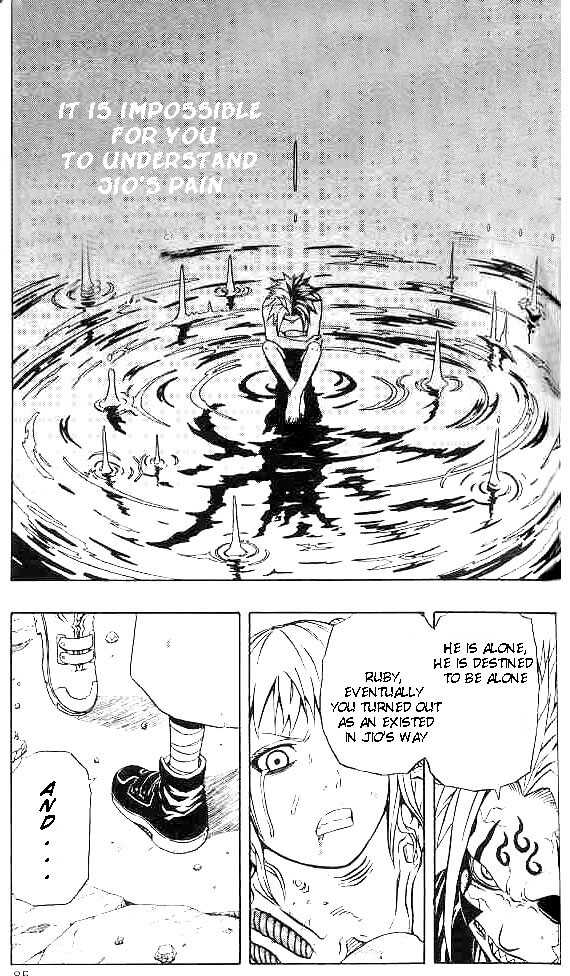 IT IS IMPOSSIBLE
FOR YOU
TO UNDERSTAND
JIO'S PAIN
HE IS ALONE,
HE IS DESTINED
TO BE ALONE
RUBY,
EVENTUALLY
YOU TURNED OUT
AS AN EXISTED
IN JIO'S WAY
AND...